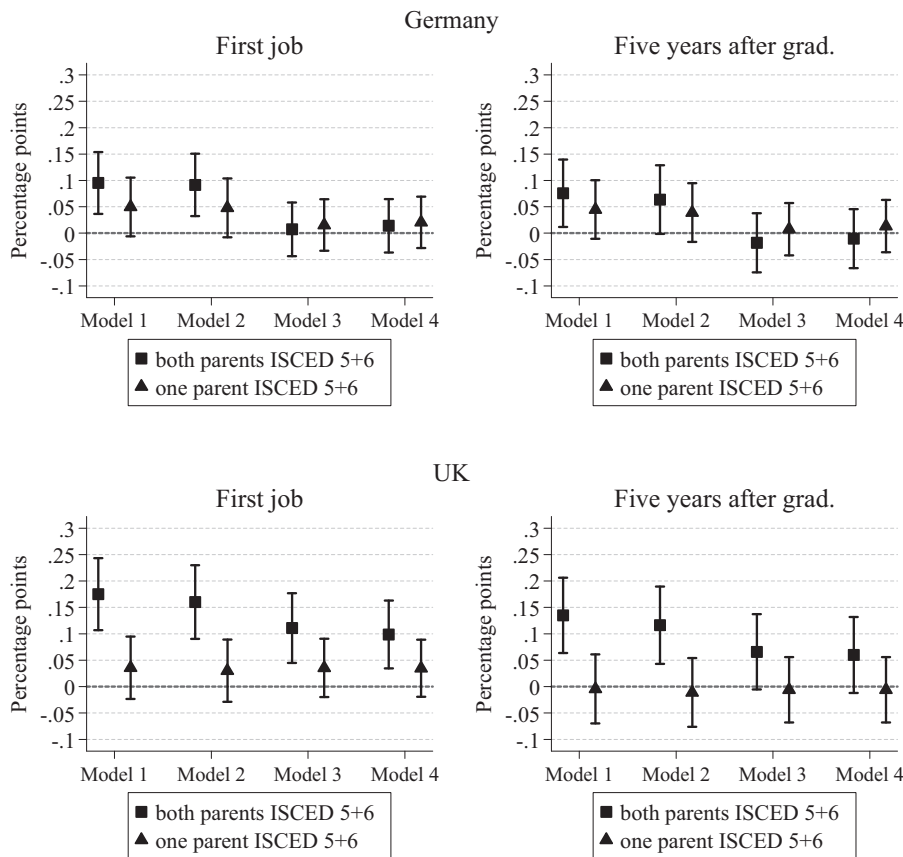 Germany
First job
Five years after grad.
Percentage points
.3
.25
.2
.15
.1
.05
0
-.05
-.1
Model 1 Model 2 Model 3 Model 4
both parents ISCED 5+6
one parent ISCED 5+6
Percentage points
.3
.25
.2
.15
.1
.05
0
-.05
-.1
Model 1 Model 2 Model 3 Model 4
both parents ISCED 5+6
one parent ISCED 5+6
UK
First job
Five years after grad.
Percentage points
.3
.25
.2
.15
.1
.05
0
-.05
-.1
Model 1 Model 2 Model 3 Model 4
both parents ISCED 5+6
one parent ISCED 5+6
Percentage points
.3
.25
.2
.15
.1
.05
0
-.05
-.1
Model 1 Model 2 Model 3 Model 4
both parents ISCED 5+6
one parent ISCED 5+6